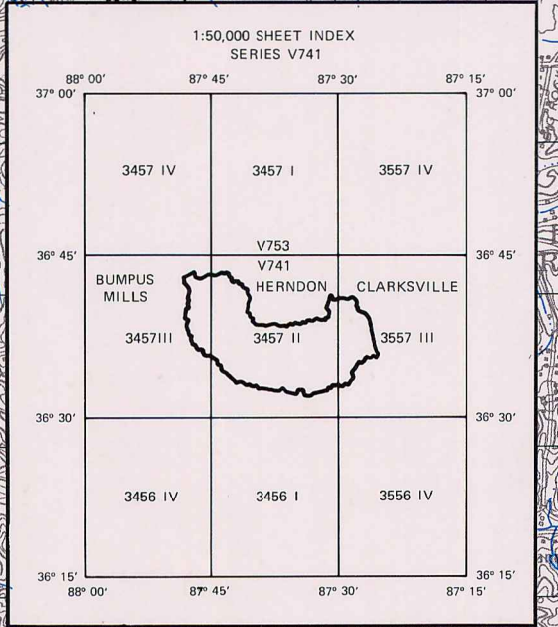 1:50,000 SHEET INDEX
SERIES V741
88° 00′ 87° 45′ 87° 30′ 87° 15′
37° 00′ 37° 00′
3457 IV 3457 I 3557 IV
V753
36° 45′ 36° 45′
V741
BUMPUS MILLS HERNDON CLARKSVILLE
3457III 3457 II 3557 III
36° 30′ 36° 30′
3456 IV 3456 I 3556 IV
36° 15′ 36° 15′
88° 00′ 87° 45′ 87° 30′ 87° 15′